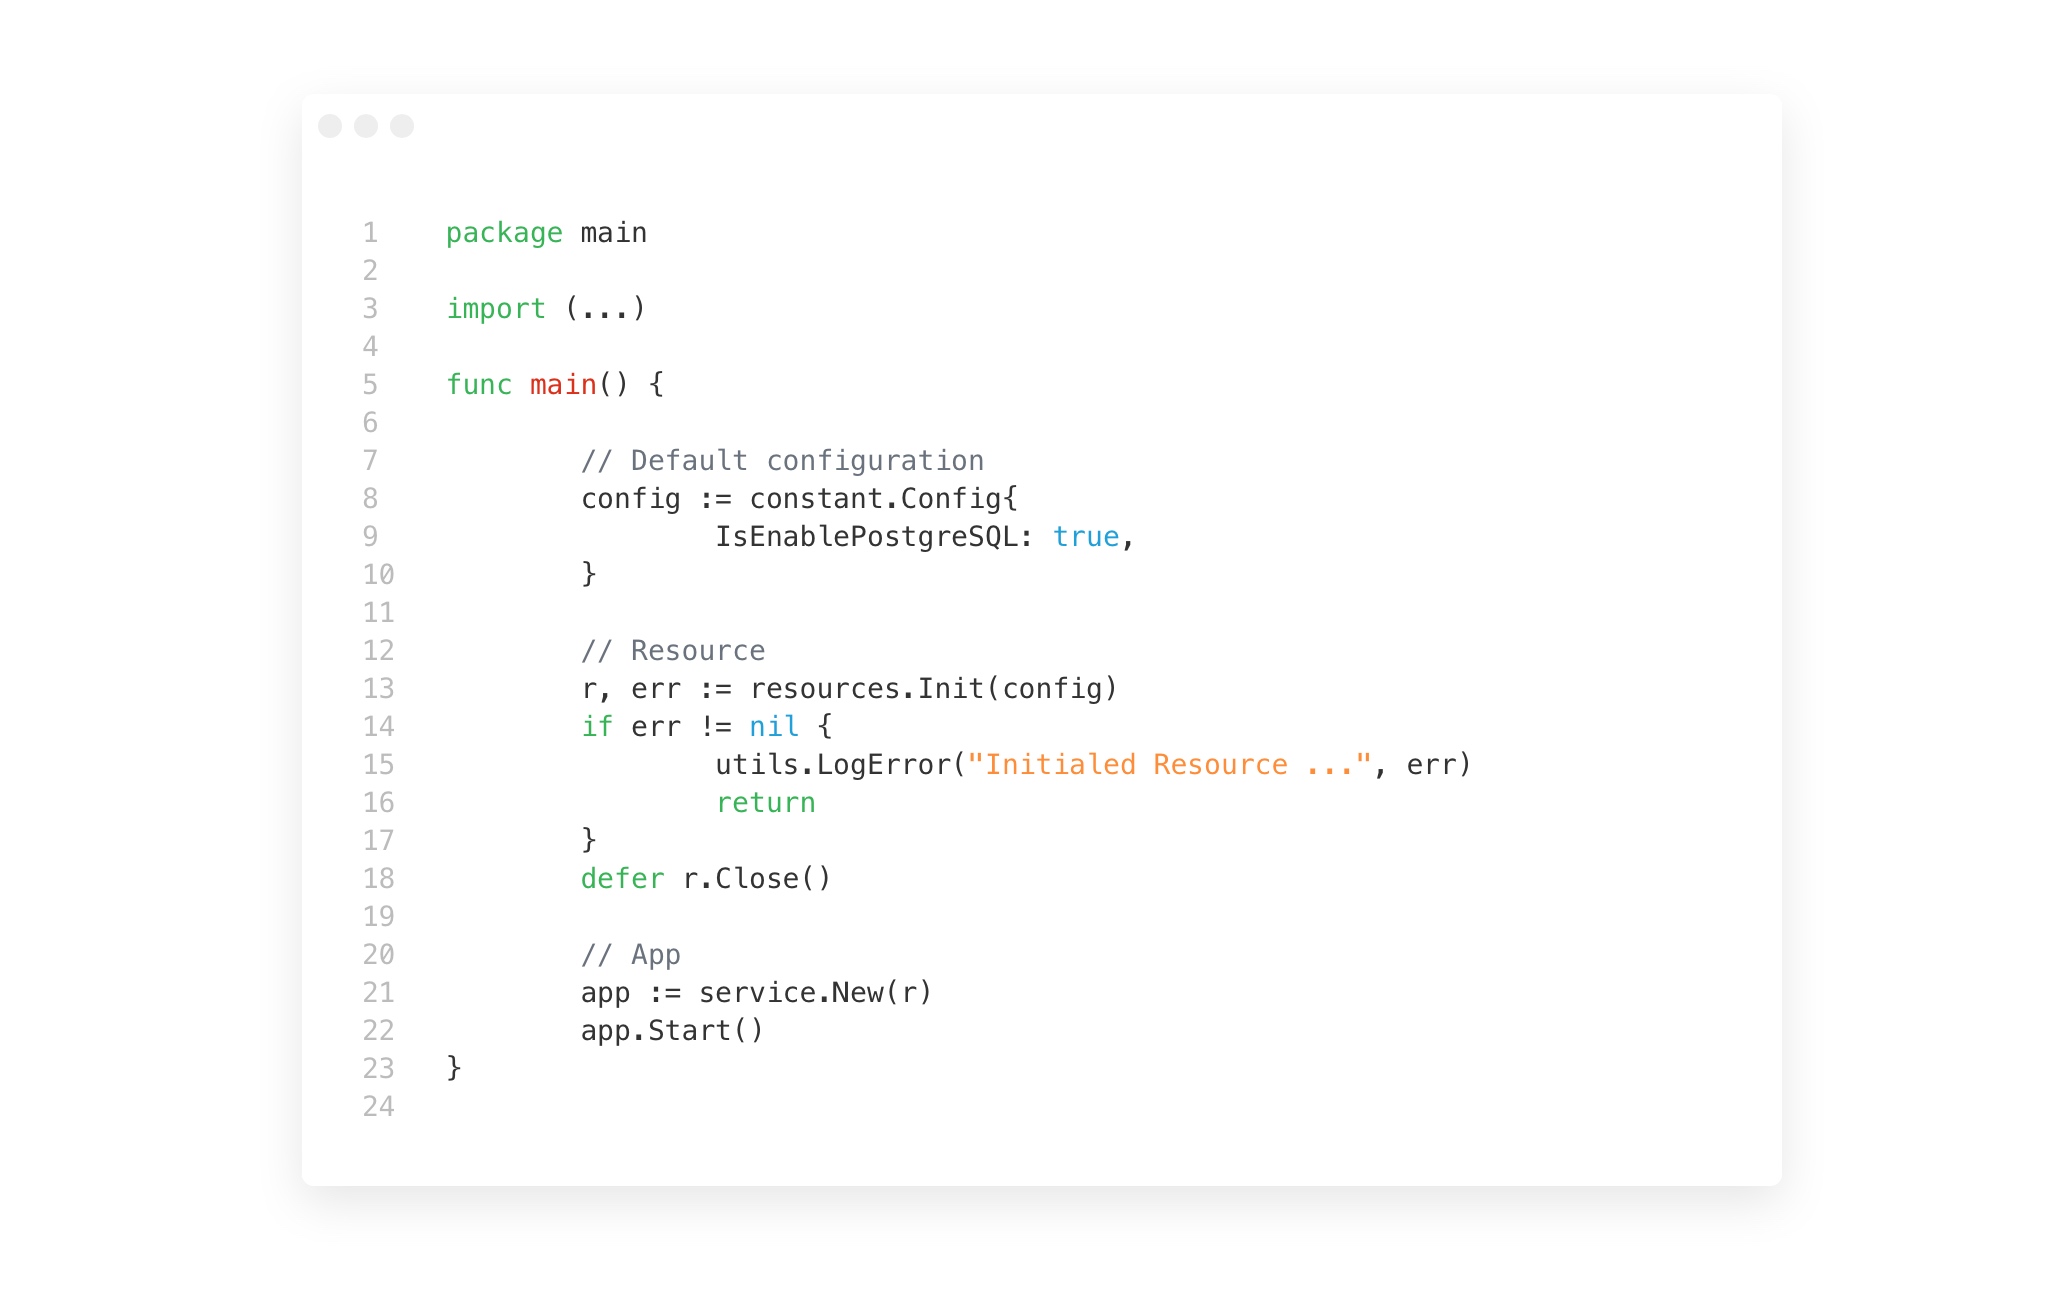 1 package main
2
3 import (...)
4
5 func main() {
6
7 // Default configuration
8 config := constant.Config{
9 IsEnablePostgreSQL: true,
10 }
11
12 // Resource
13 r, err := resources.Init(config)
14 if err != nil {
15 utils.LogError("Initialed Resource ...", err)
16 return
17 }
18 defer r.Close()
19
20 // App
21 app := service.New(r)
22 app.Start()
23 }
24